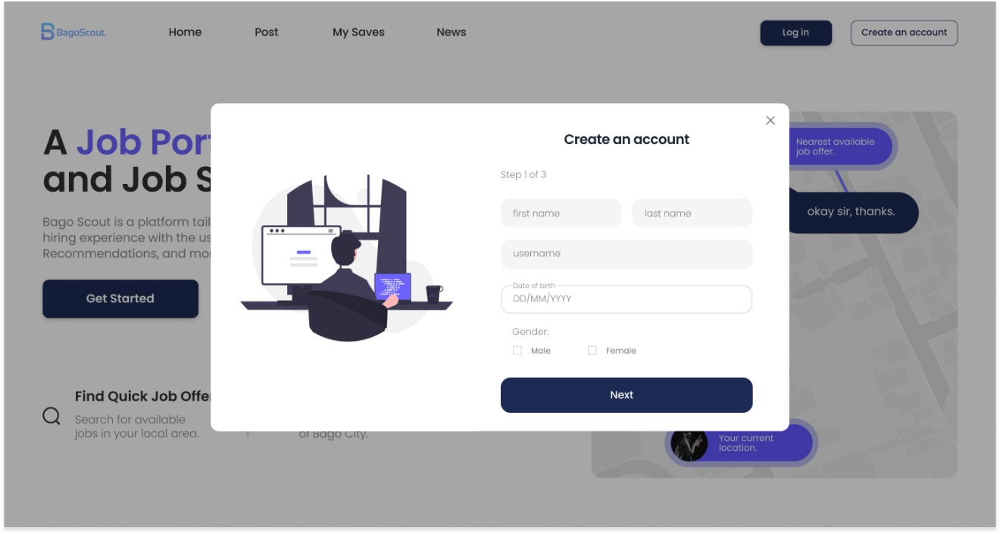 BagoScout.
Home
Post
My Saves
News
Log in
Create an account
A Job Port
and Job S
Bago Scout is a platform tail
hiring experience with the us
Recommendations, and mor
Get Started
Find Quick Job Offer
Search for available
jobs in your local area.
of Bago City.
Create an account
Step 1 of 3
first name
last name
username
Date of birth
DD/MM/YYYY
Gender:
Male
Female
Next
Nearest available
job offer.
okay sir, thanks.
Your current
location.